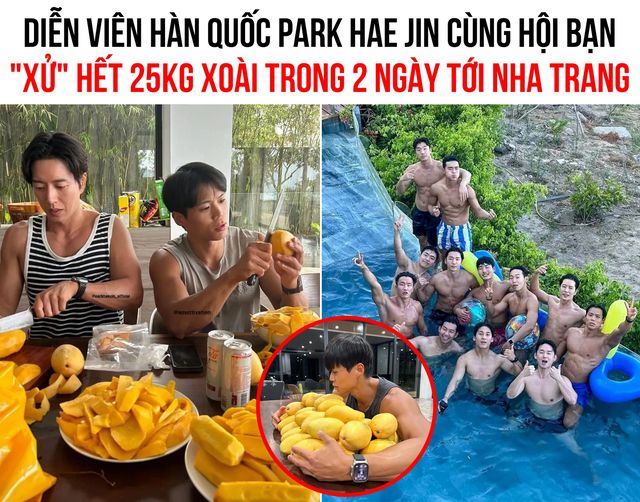 DIỄN VIÊN HÀN QUỐC PARK HAE JIN CÙNG HỘI BẠN
"XỬ" HẾT 25KG XOÀI TRONG 2 NGÀY TỚI NHA TRANG